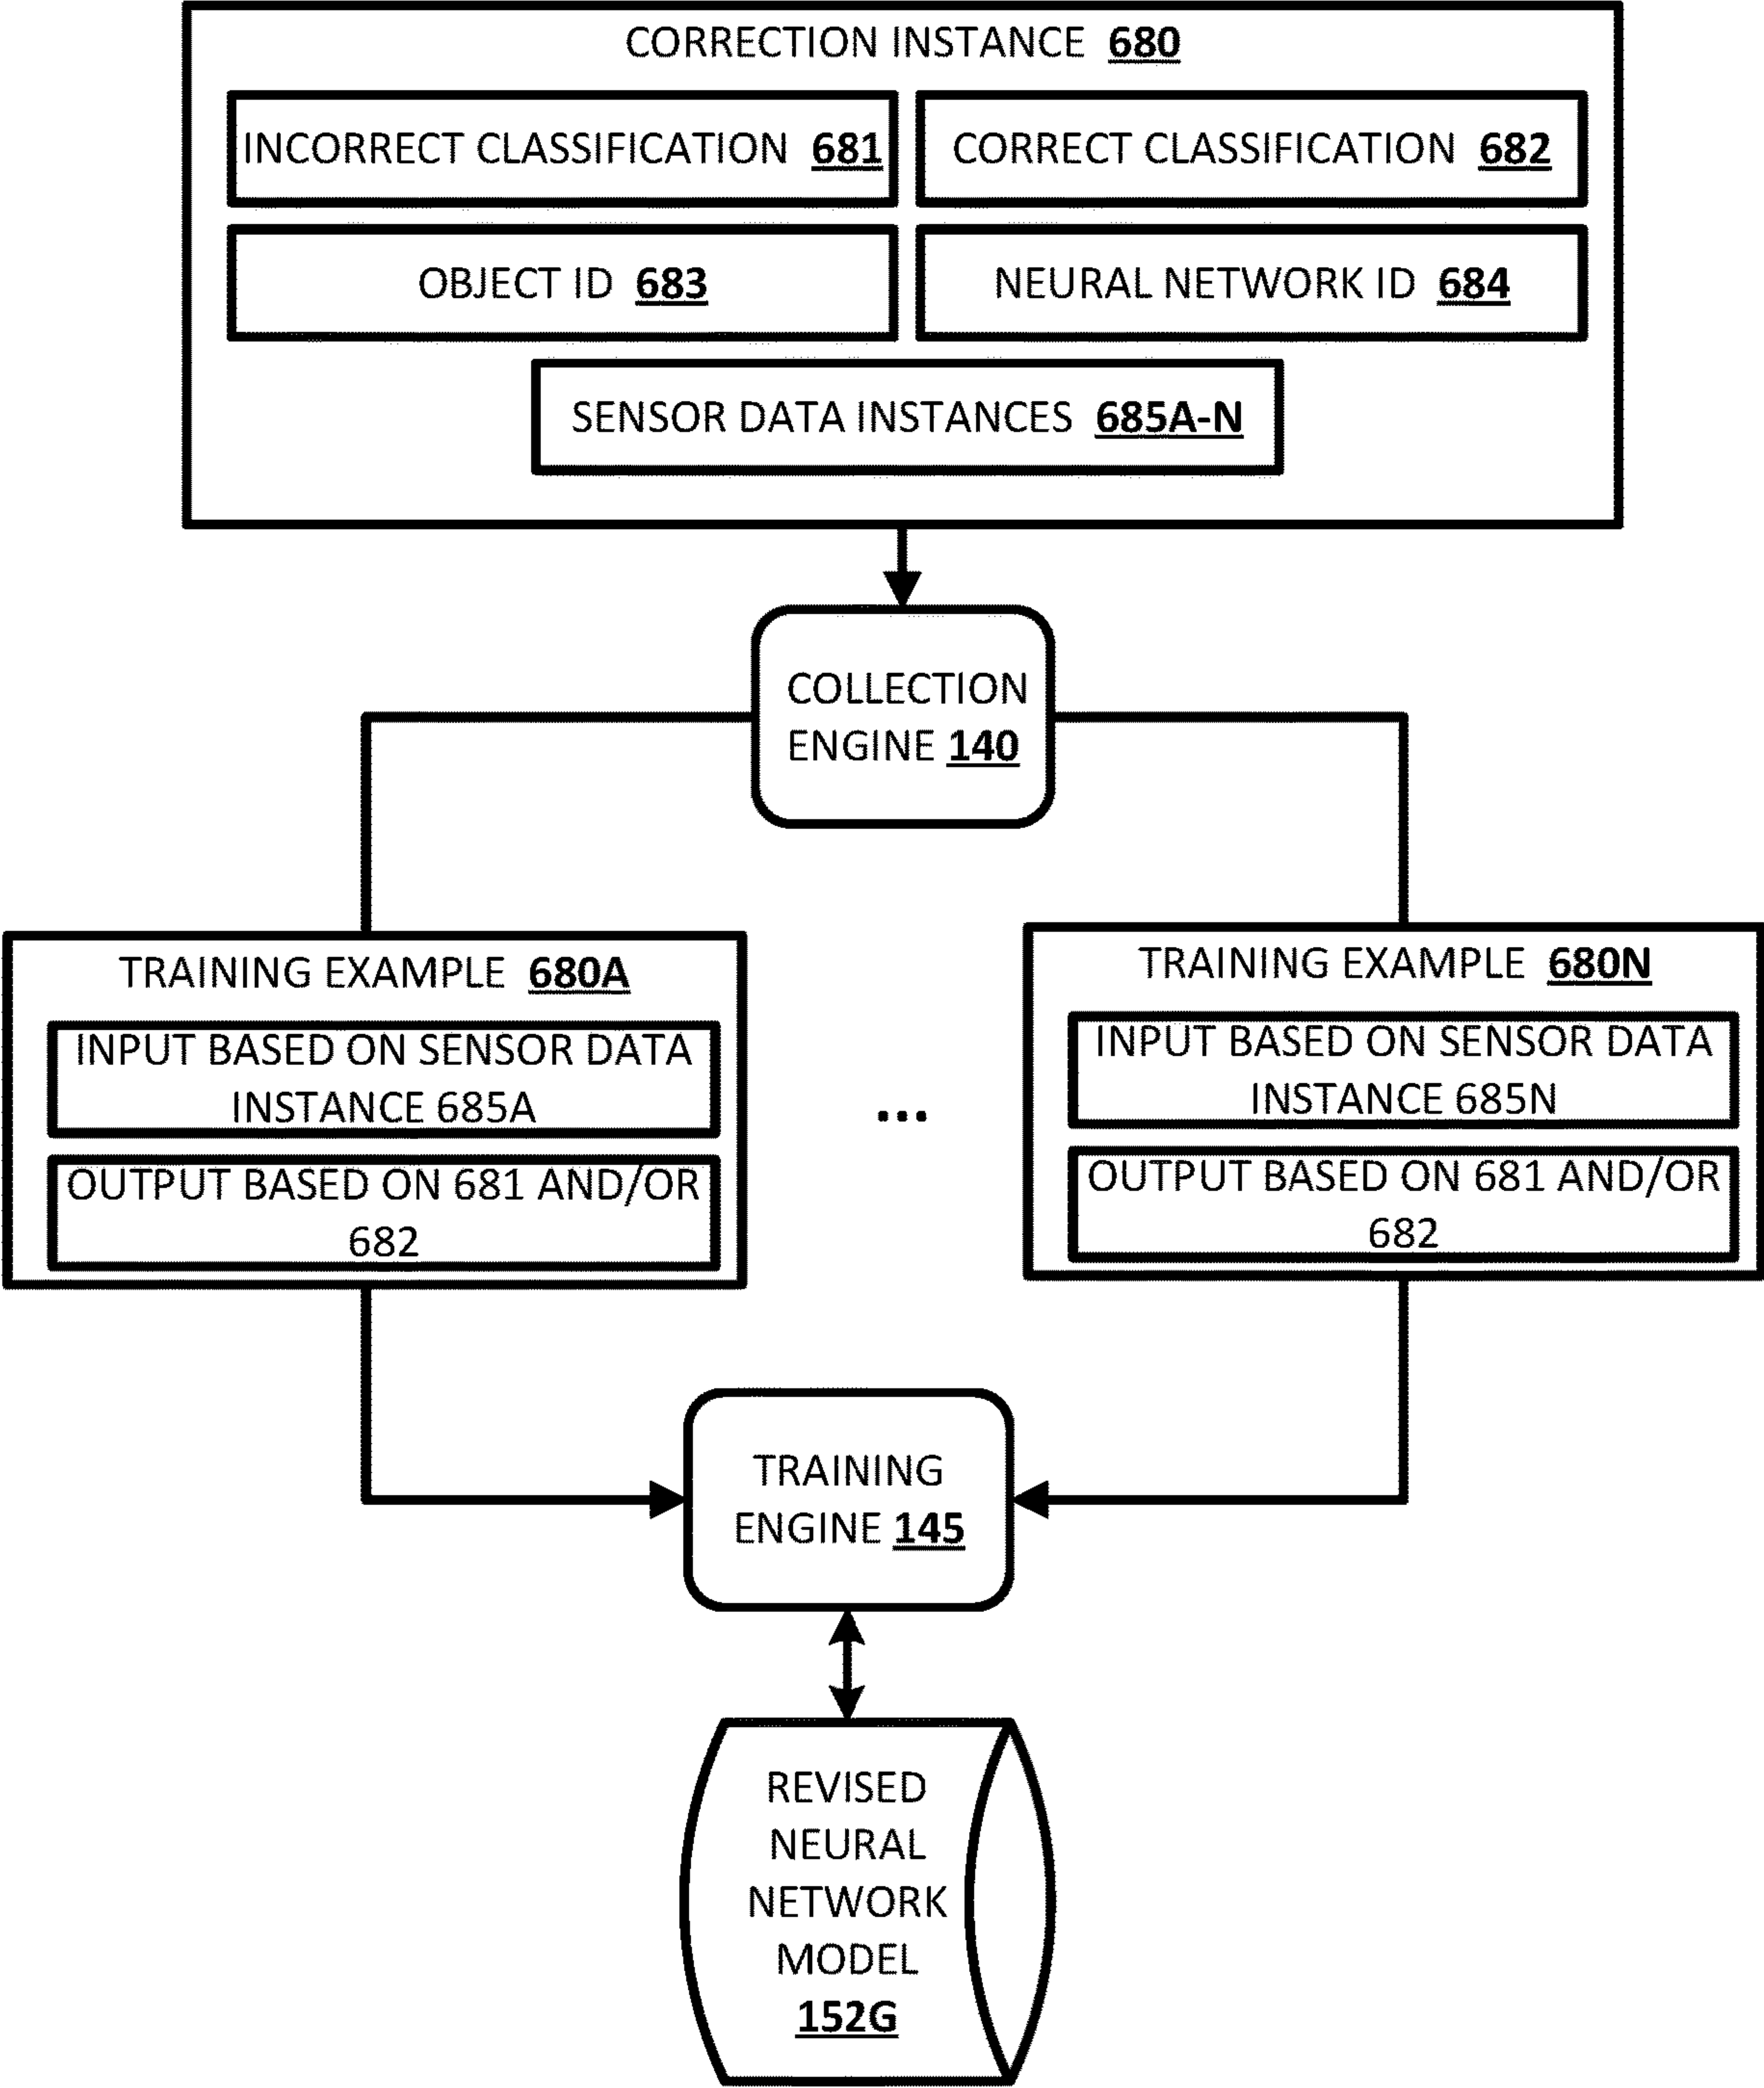 CORRECTION INSTANCE 680
INCORRECT CLASSIFICATION 681
CORRECT CLASSIFICATION 682
OBJECT ID 683
NEURAL NETWORK ID 684
SENSOR DATA INSTANCES 685A-N
COLLECTION
ENGINE 140
TRAINING EXAMPLE 680A
INPUT BASED ON SENSOR DATA
INSTANCE 685A
OUTPUT BASED ON 681 AND/OR
682
...
TRAINING EXAMPLE 680N
INPUT BASED ON SENSOR DATA
INSTANCE 685N
OUTPUT BASED ON 681 AND/OR
682
TRAINING
ENGINE 145
REVISED
NEURAL
NETWORK
MODEL
152G